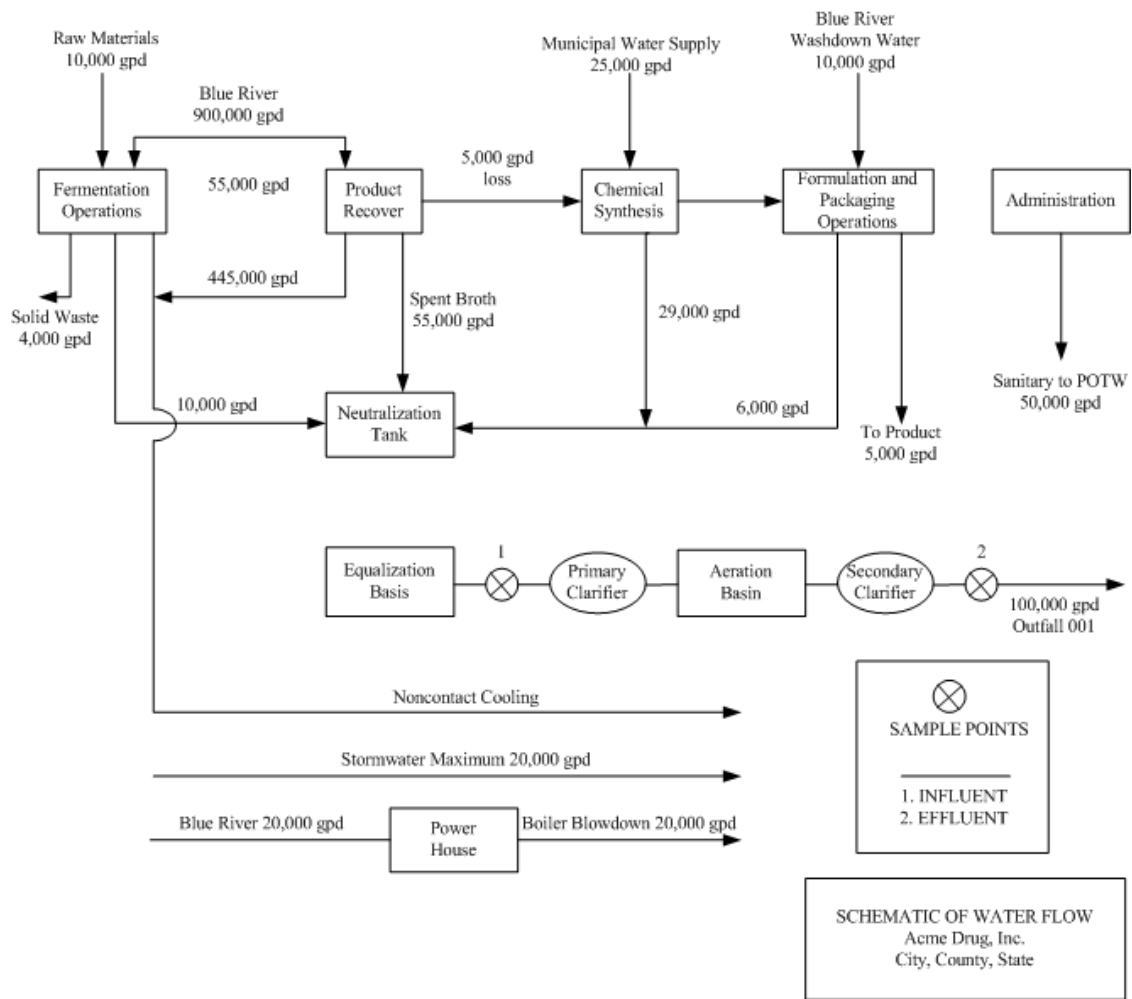 Raw Materials
10,000 gpd
Blue River
900,000 gpd
Municipal Water Supply
25,000 gpd
Blue River
Washdown Water
10,000 gpd
Fermentation
Operations
55,000 gpd
Product
Recover
5,000 gpd
loss
Chemical
Synthesis
Formulation and
Packaging
Operations
Administration
Solid Waste
4,000 gpd
445,000 gpd
Spent Broth
55,000 gpd
29,000 gpd
Sanitary to POTW
50,000 gpd
10,000 gpd
Neutralization
Tank
6,000 gpd
To Product
5,000 gpd
Equalization
Basis
1
Primary
Clarifier
Aeration
Basin
Secondary
Clarifier
2
100,000 gpd
Outfall 001
Noncontact Cooling
Stormwater Maximum 20,000 gpd
Blue River 20,000 gpd
Power
House
Boiler Blowdown 20,000 gpd
SAMPLE POINTS
1. INFLUENT
2. EFFLUENT
SCHEMATIC OF WATER FLOW
Acme Drug, Inc.
City, County, State